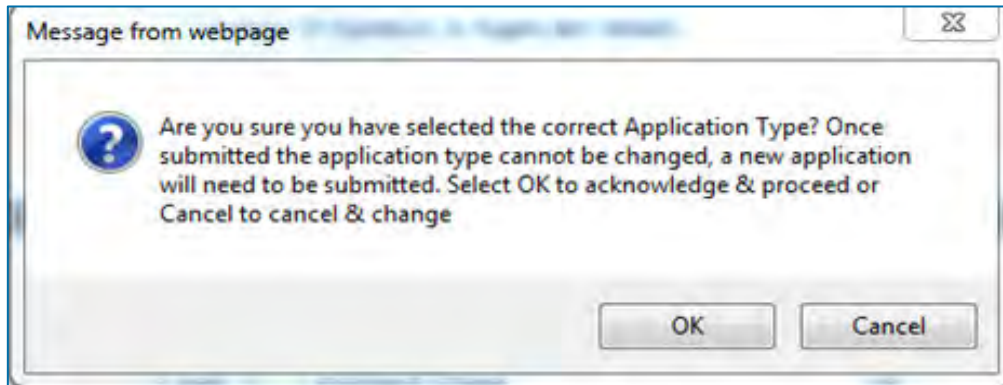 Message from webpage
Are you sure you have selected the correct Application Type? Once
submitted the application type cannot be changed, a new application
will need to be submitted. Select OK to acknowledge & proceed or
Cancel to cancel & change
OK
Cancel